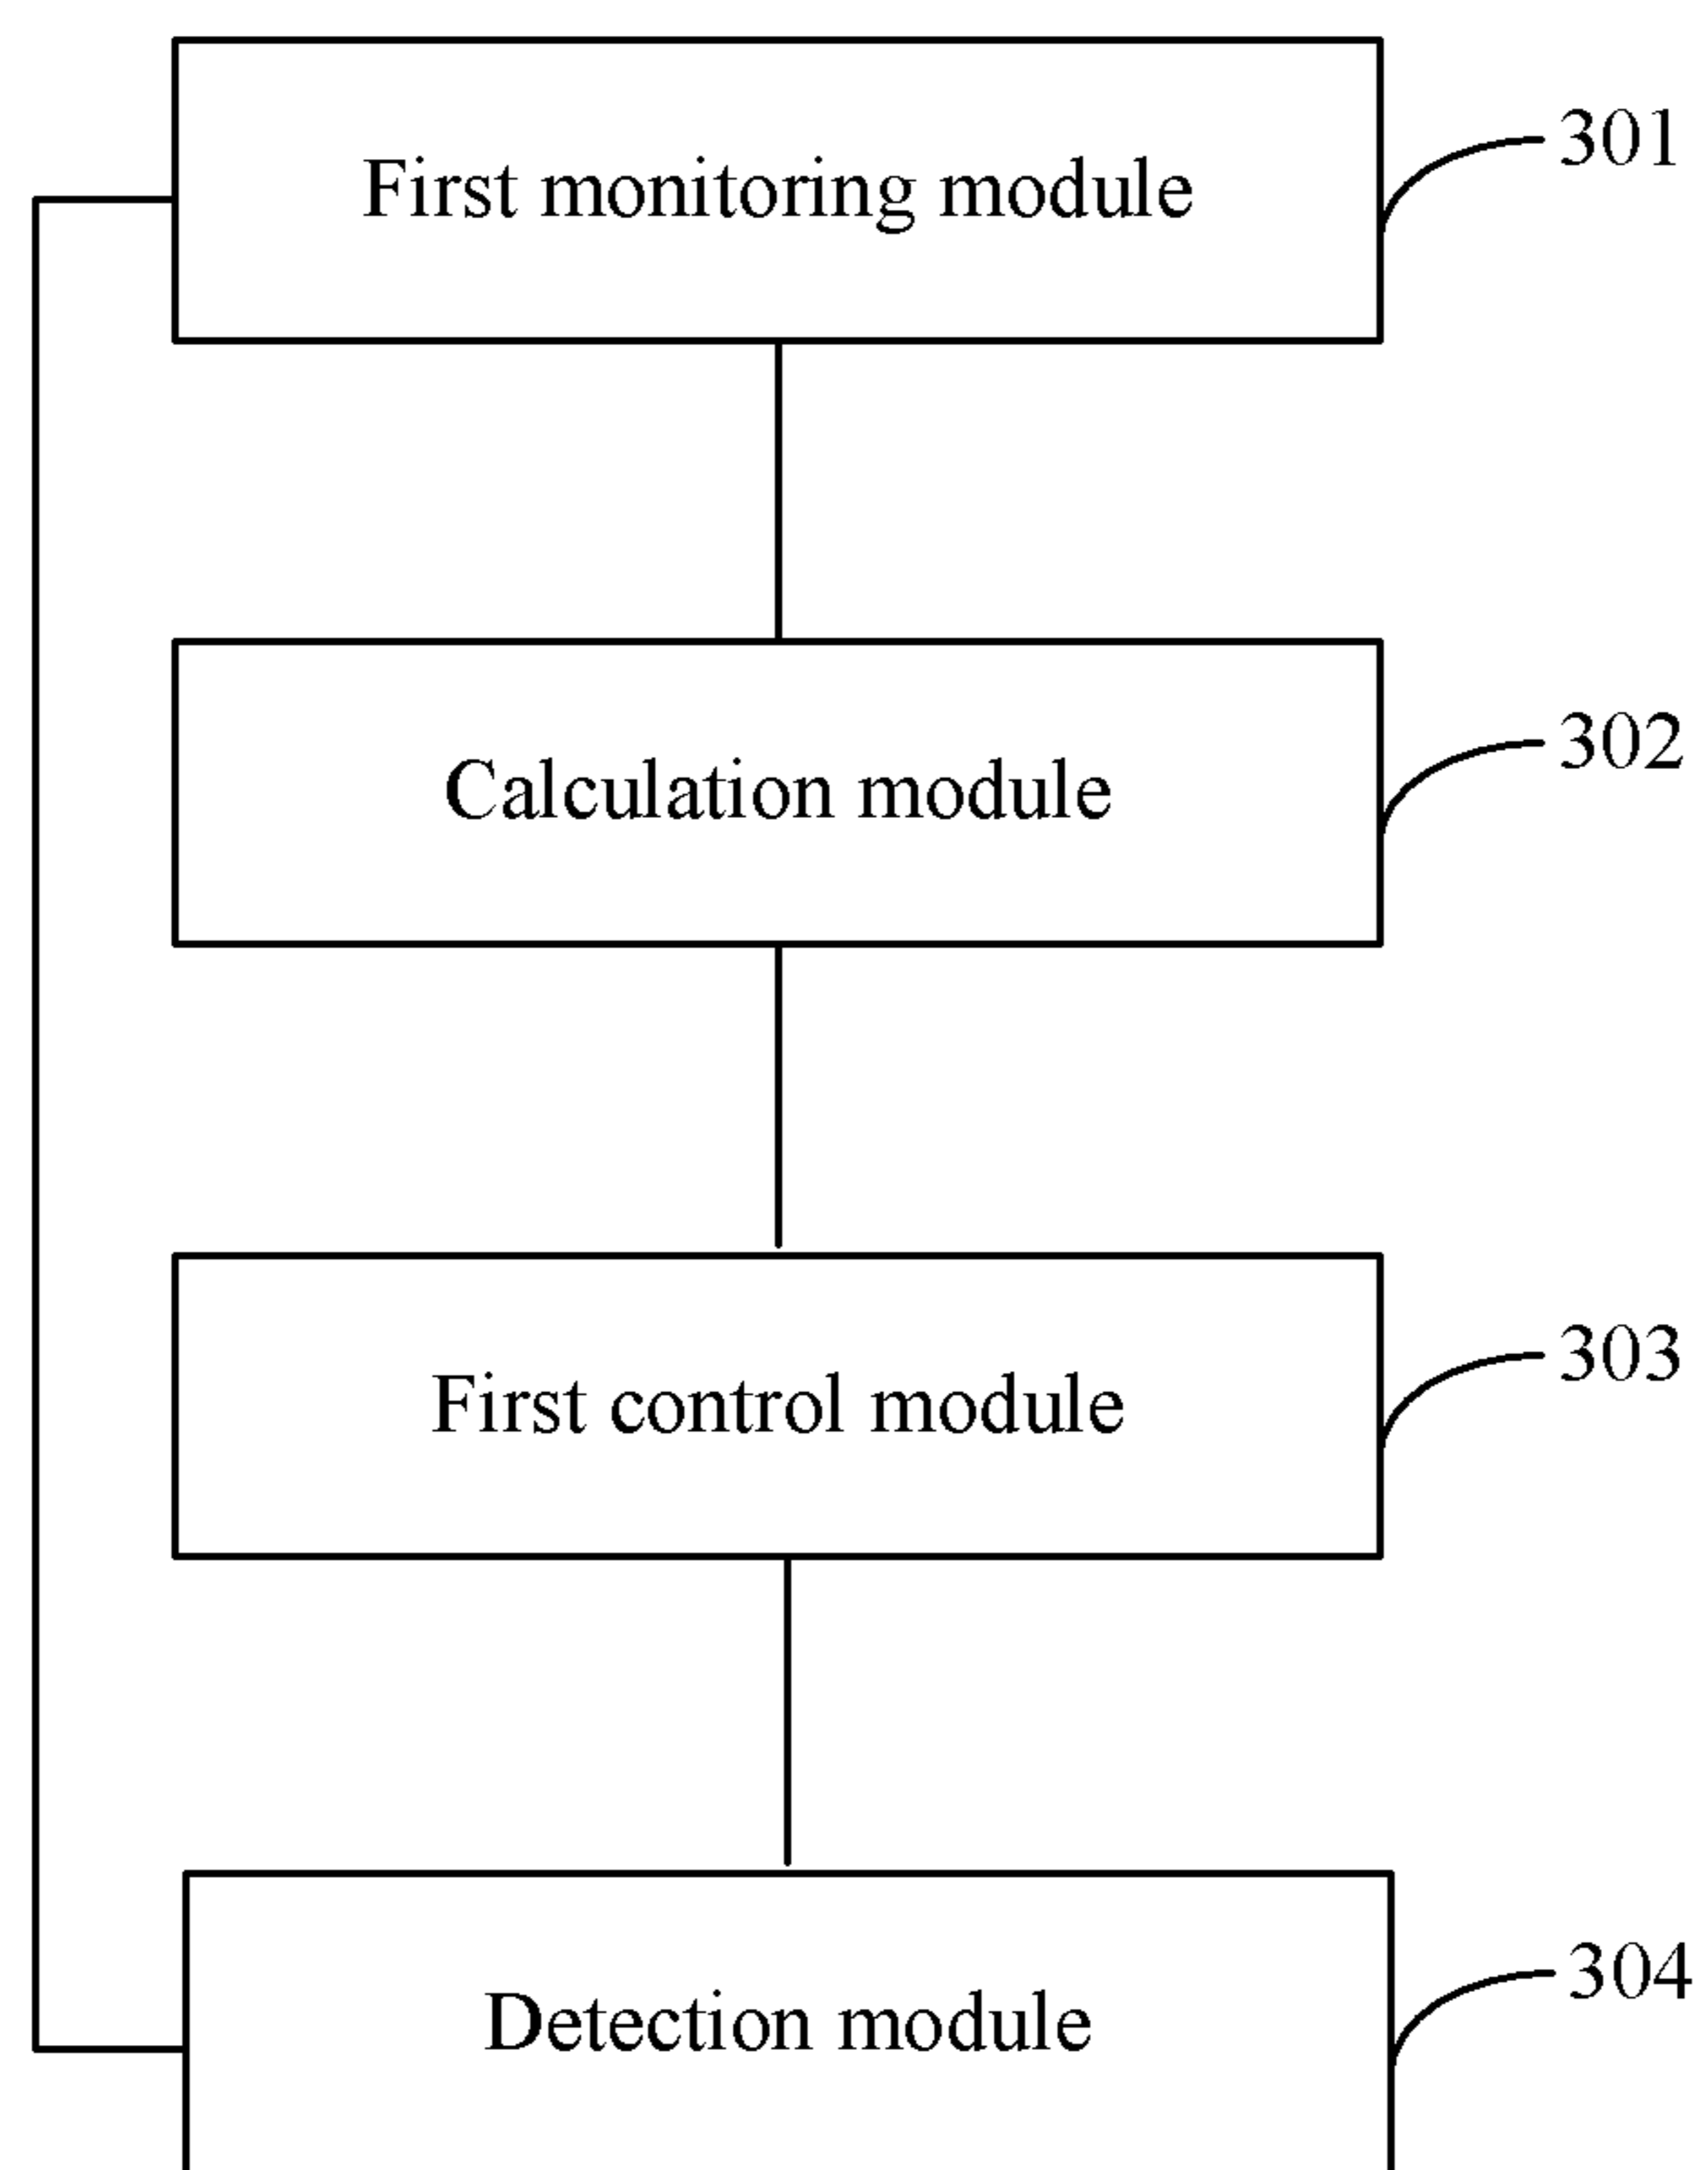 First monitoring module
301
Calculation module
302
First control module
303
Detection module
304